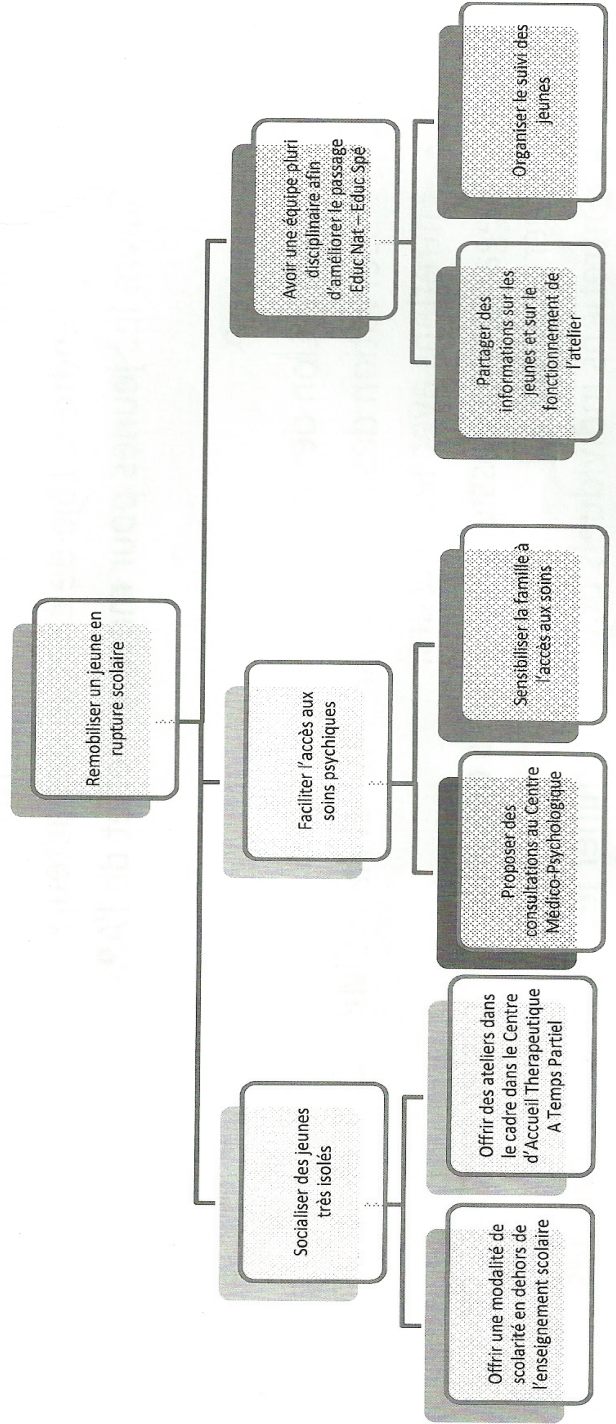 Remobiliser un jeune en
rupture scolaire
Socialiser des jeunes
très isolés
Faciliter l'accès aux
soins psychiques
Avoir une équipe pluri
disciplinaire afin
d'améliorer le passage
Educ Nat – Educ Spé
Offrir une modalité de
scolarité en dehors de
l'enseignement scolaire
Offrir des ateliers dans
le cadre dans le Centre
d'Accueil Therapeutique
A Temps Partiel
Proposer des
consultations au Centre
Médico-Psychologique
Sensibiliser la famille à
l'accès aux soins
Partager des
informations sur les
jeunes et sur le
fonctionnement de
l'atelier
Organiser le suivi des
jeunes